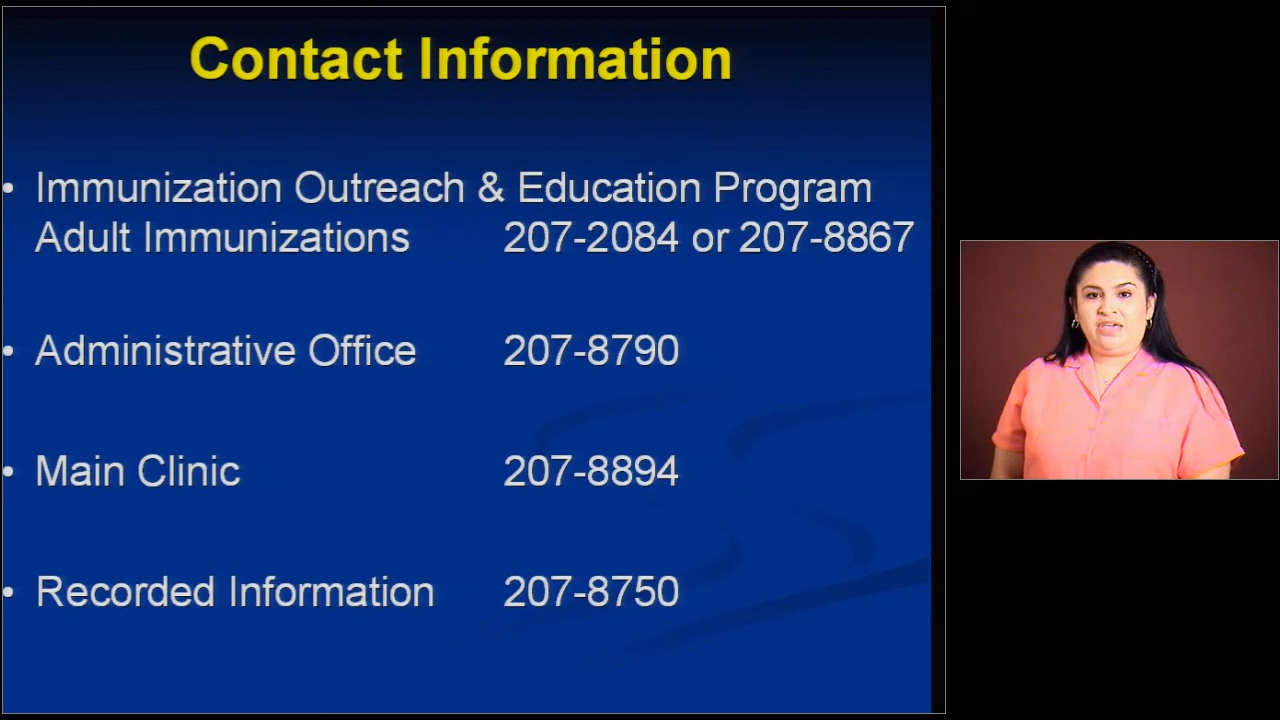 Contact Information
• Immunization Outreach & Education Program
Adult Immunizations 207-2084 or 207-8867
• Administrative Office 207-8790
• Main Clinic 207-8894
• Recorded Information 207-8750